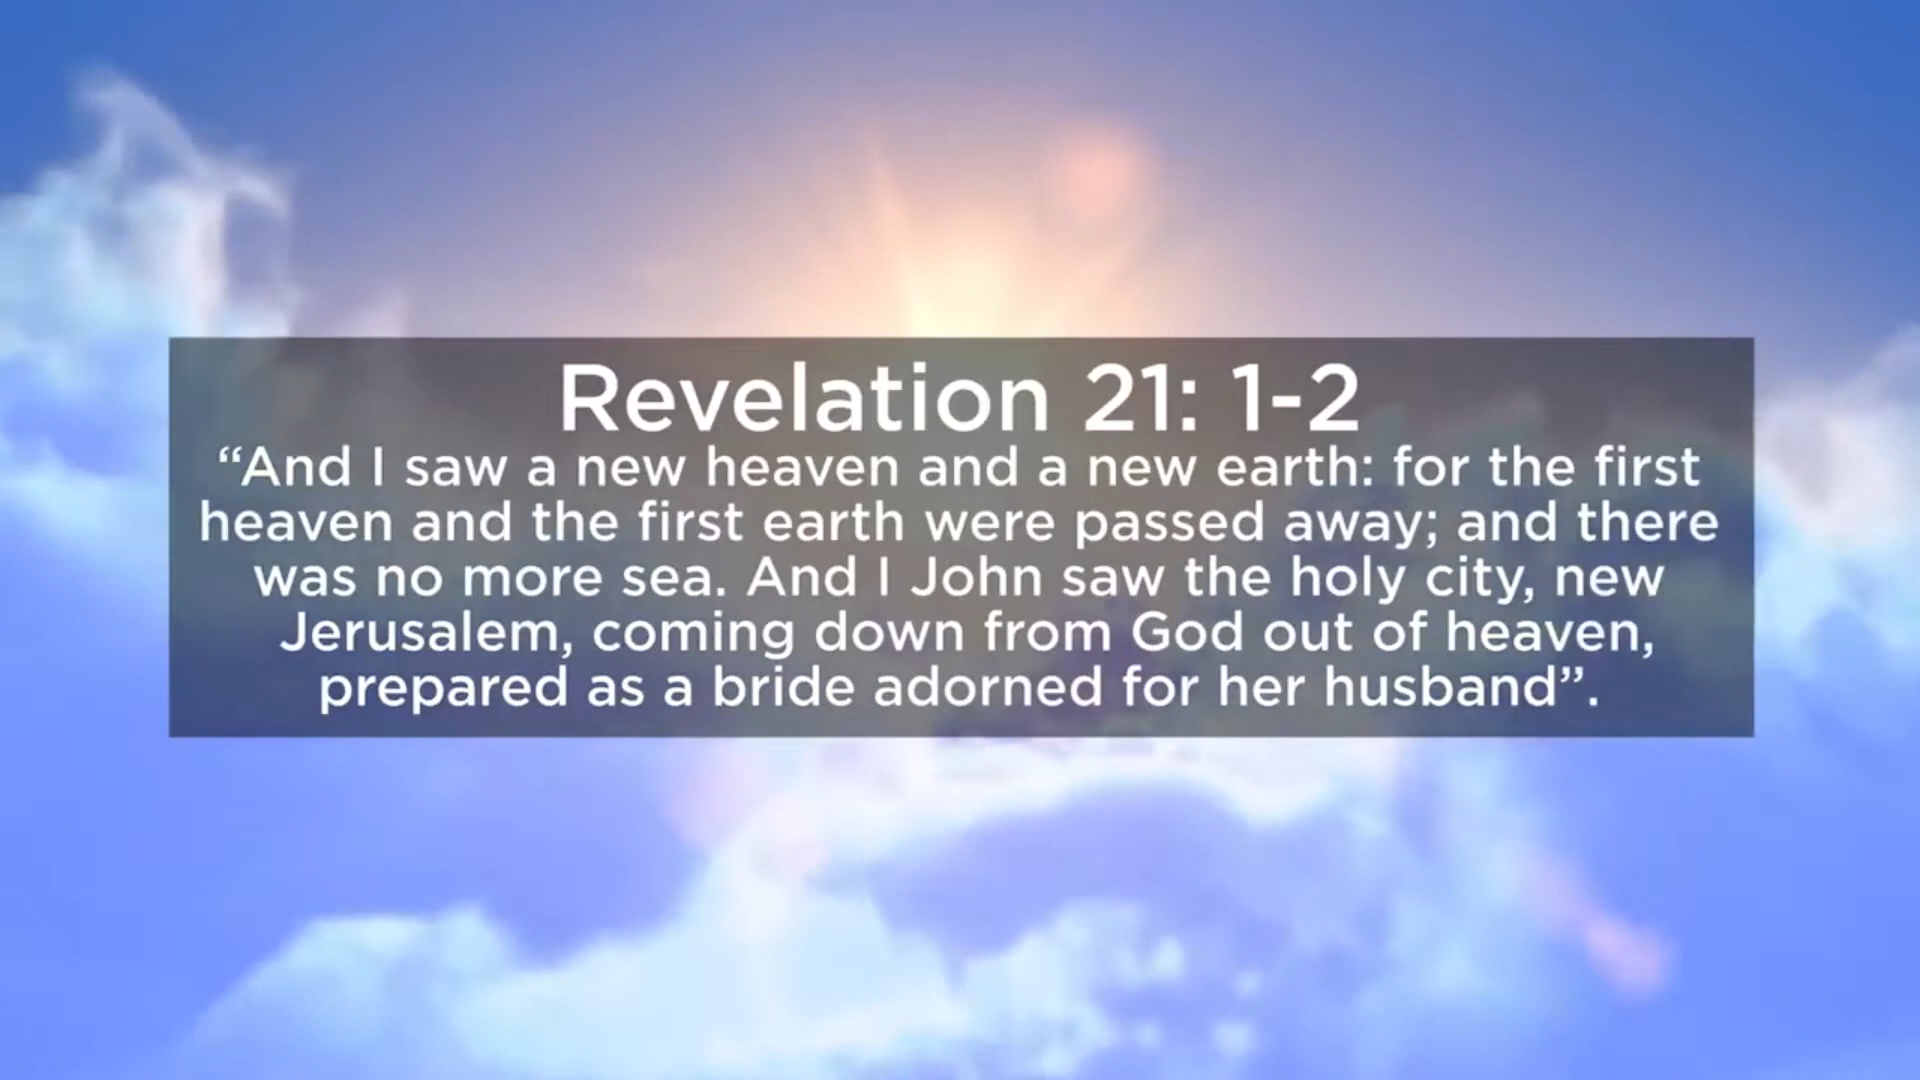 Revelation 21: 1-2
“And I saw a new heaven and a new earth: for the first
heaven and the first earth were passed away; and there
was no more sea. And I John saw the holy city, new
Jerusalem, coming down from God out of heaven,
prepared as a bride adorned for her husband”.